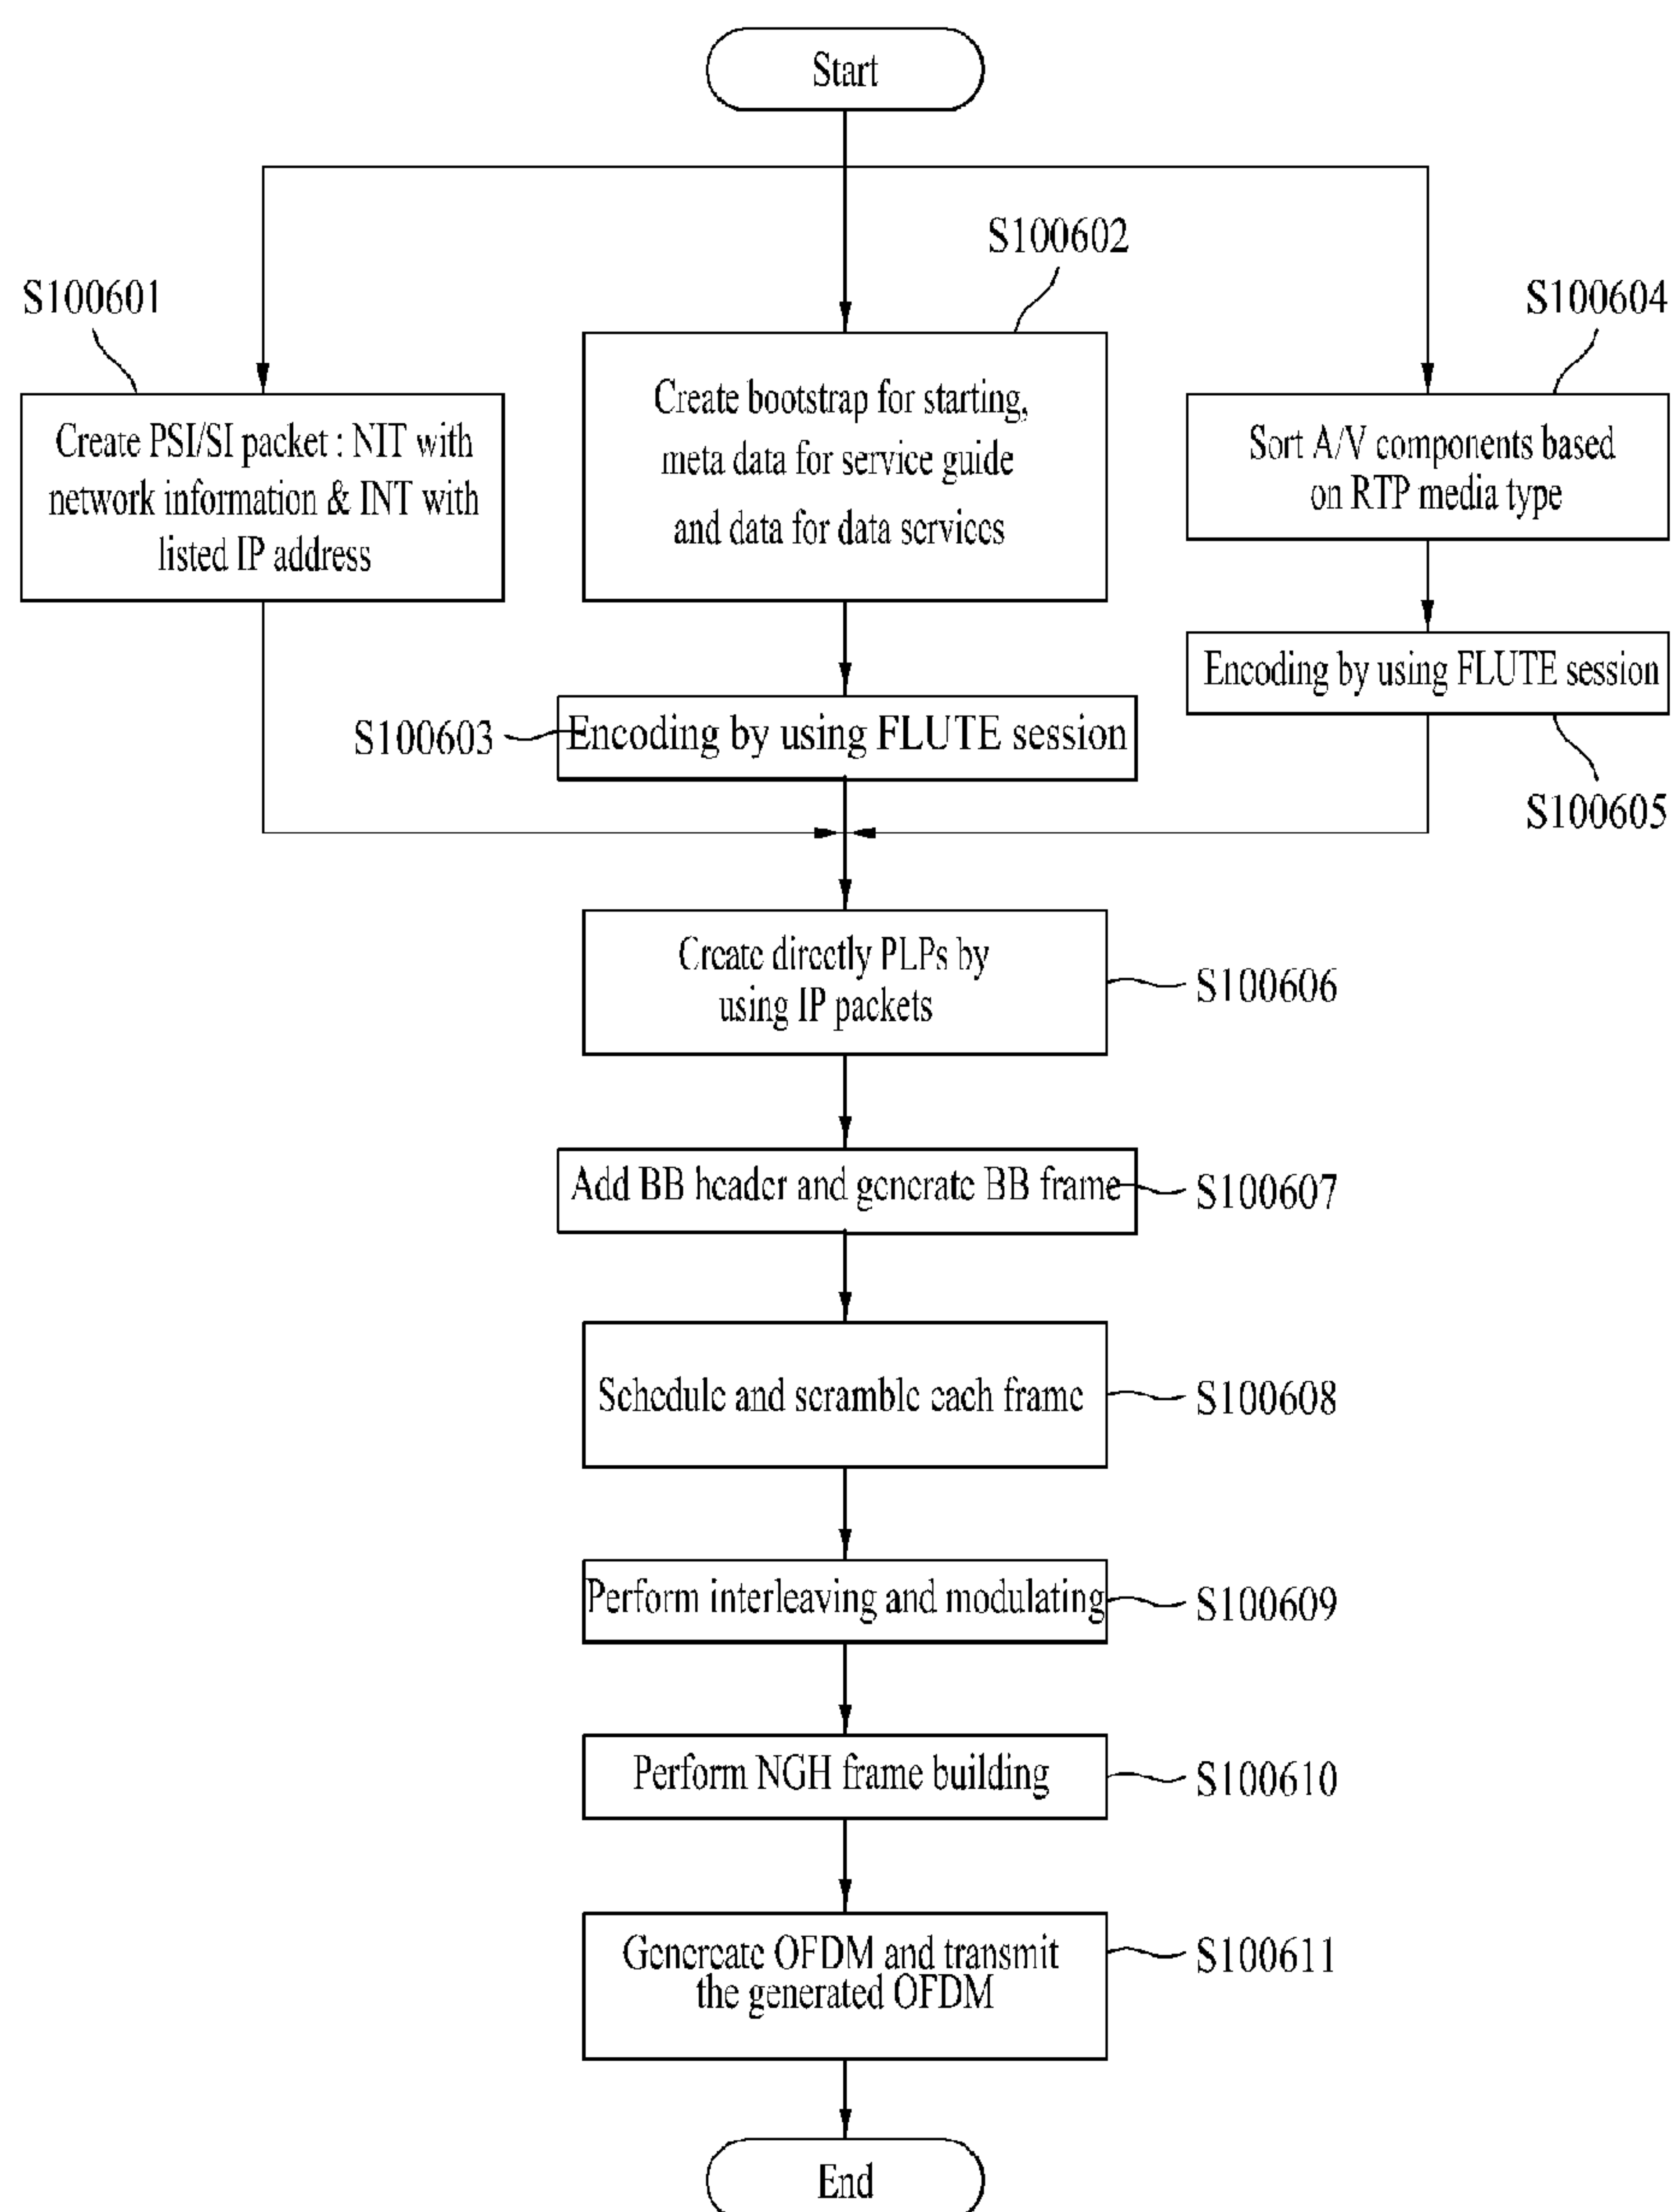 Start
S100602
S100601
S100604
Create PSI/SI packet : NIT with
network information & INT with
listed IP address
Create bootstrap for starting,
meta data for service guide
and data for data services
Sort A/V components based
on RTP media type
Encoding by using FLUTE session
S100603
Encoding by using FLUTE session
S100605
Create directly PLPs by
using IP packets
S100606
Add BB header and generate BB frame
S100607
Schedule and scramble each frame
S100608
Perform interleaving and modulating
S100609
Perform NGH frame building
S100610
Genereate OFDM and transmit
the generated OFDM
S100611
End